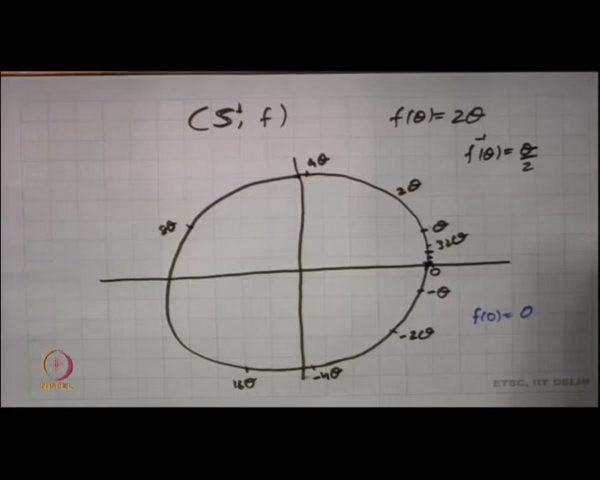 (S¹, f)
f(θ) = 2θ
f⁻¹(θ) = θ/2
4θ
2θ
8θ
θ
32θ
0
-θ
f(0) = 0
-2θ
16θ
-4θ
ETSC, IIT DELHI